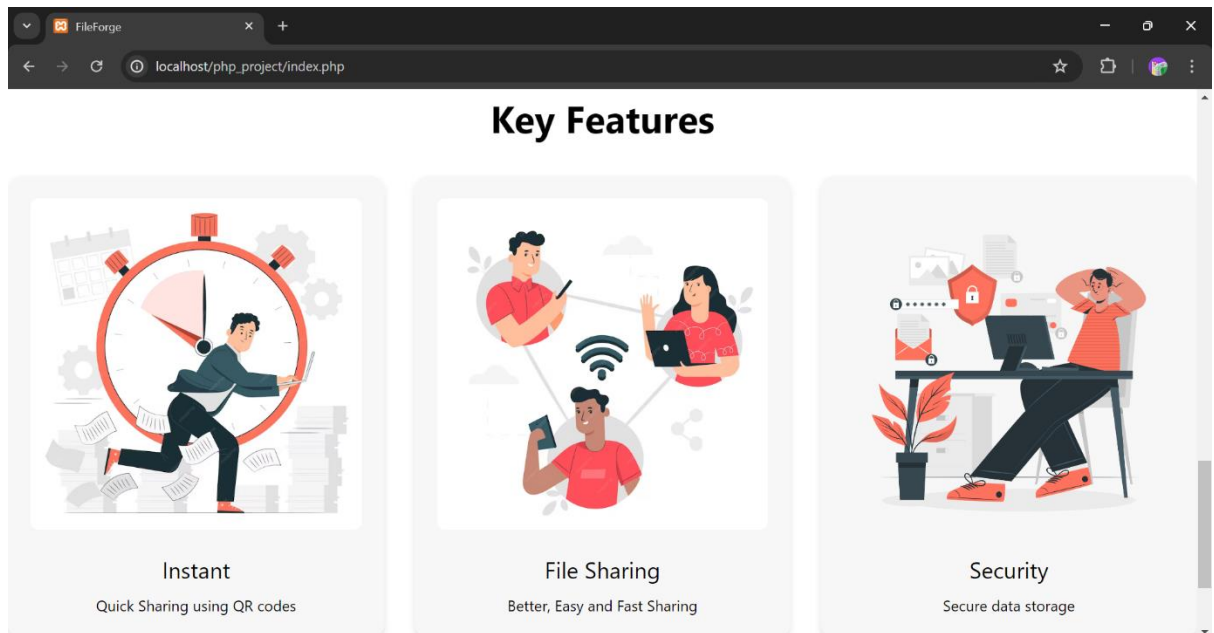 FileForge
localhost/php_project/index.php
Key Features
Instant
Quick Sharing using QR codes
File Sharing
Better, Easy and Fast Sharing
Security
Secure data storage